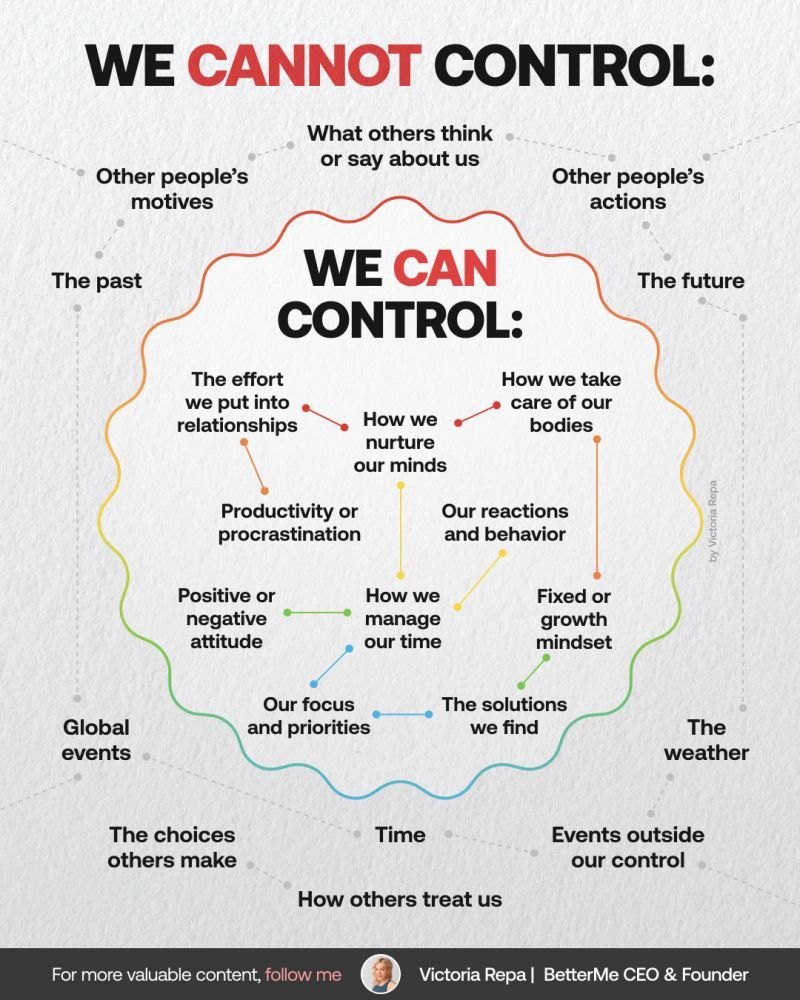 WE CANNOT CONTROL:
What others think
or say about us
Other people's
motives
Other people's
actions
The past
The future
WE CAN
CONTROL:
The effort
we put into
relationships
How we
nurture
our minds
How we take
care of our
bodies
Productivity or
procrastination
Our reactions
and behavior
by Victoria Repa
Positive or
negative
attitude
How we
manage
our time
Fixed or
growth
mindset
Our focus
and priorities
The solutions
we find
Global
events
The
weather
The choices
others make
Time
Events outside
our control
How others treat us
For more valuable content, follow me
Victoria Repa | BetterMe CEO & Founder